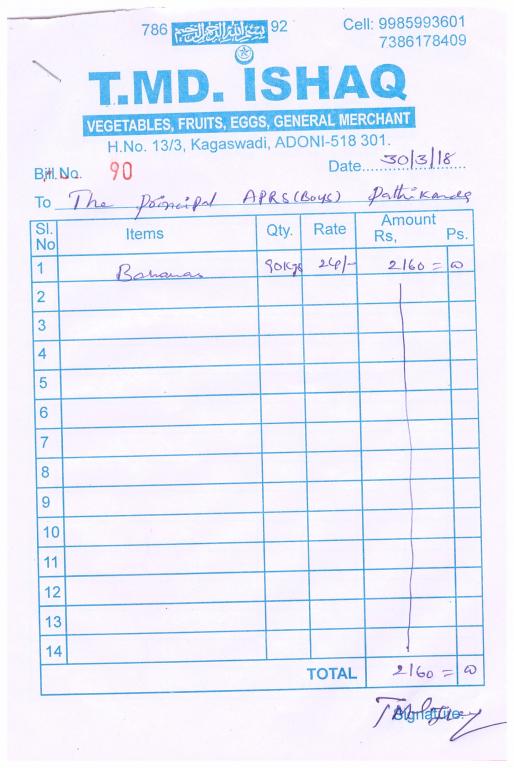 786 بسم الله الرحمن الرحيم 92
Cell: 9985993601
7386178409
T.MD. ISHAQ
VEGETABLES, FRUITS, EGGS, GENERAL MERCHANT
H.No. 13/3, Kagaswadi, ADONI-518 301.
Bill.No. 90 Date 30/3/18
To The Principal APRS (Boys) Pathikonda
Sl. No Items Qty. Rate Amount Rs, Ps.
1 Bananas 90Kgs 24/- 2160 = 00
2
3
4
5
6
7
8
9
10
11
12
13
14
TOTAL 2160 = 00
Signature